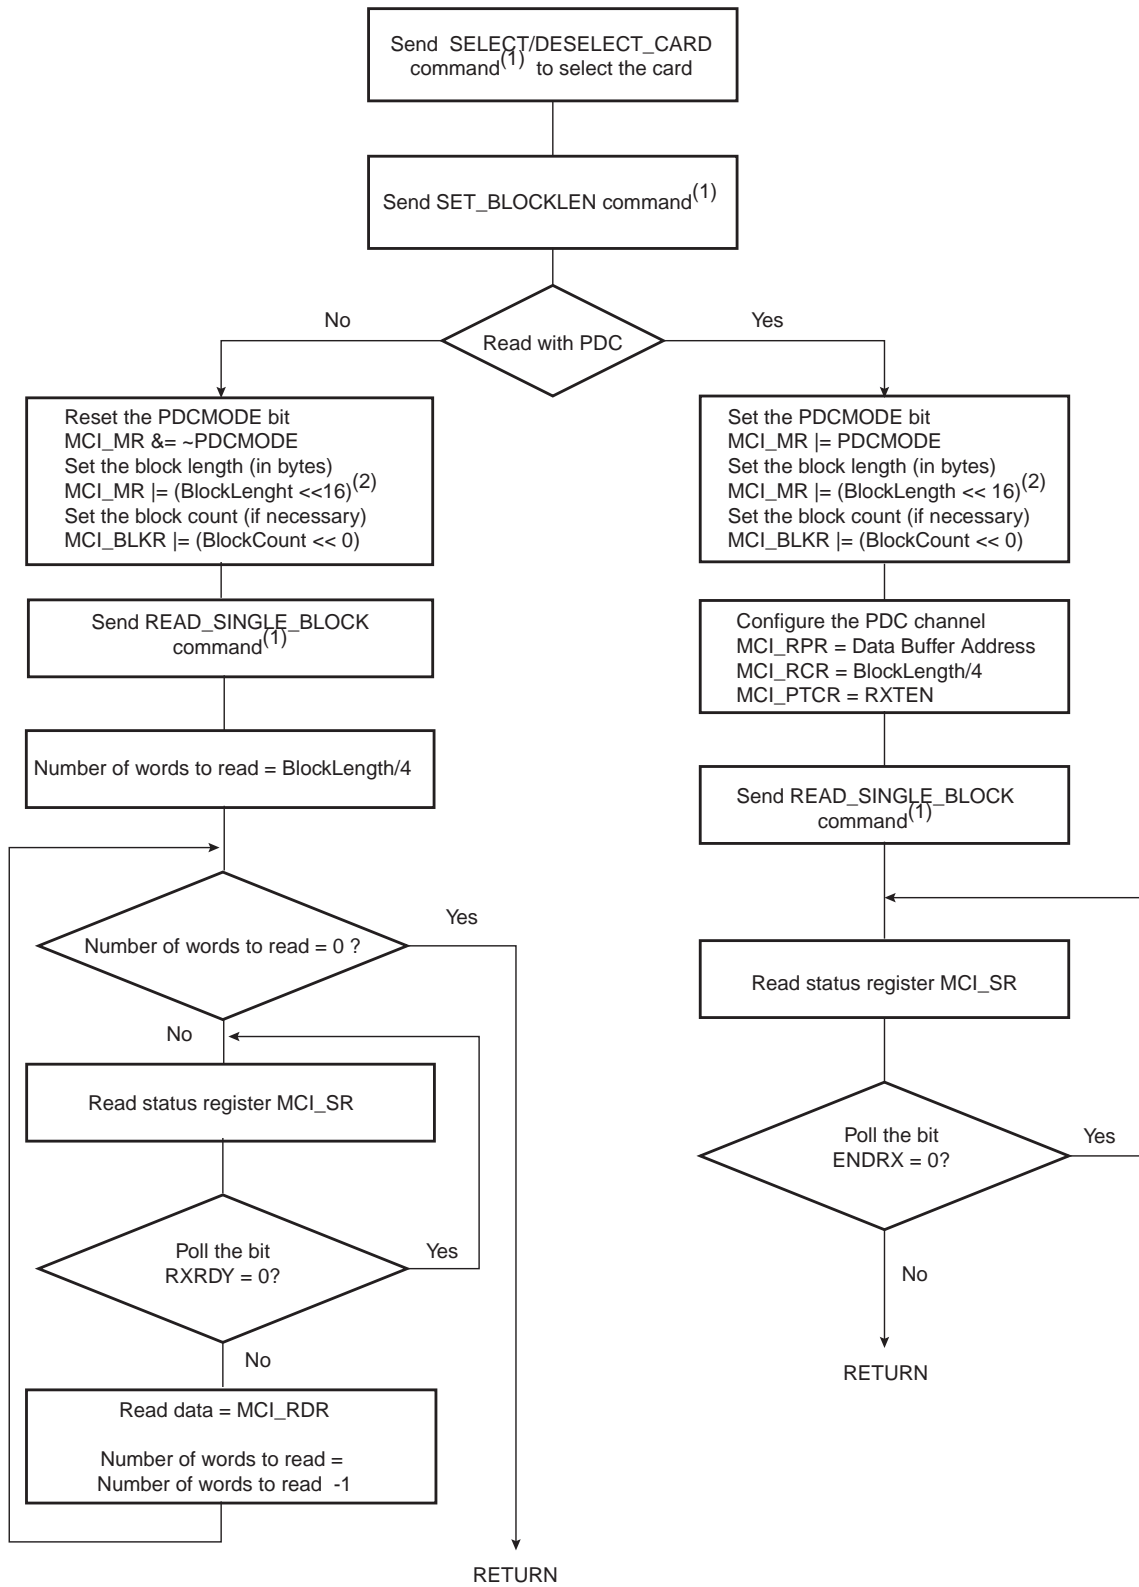 Send SELECT/DESELECT_CARD
command(1) to select the card
Send SET_BLOCKLEN command(1)
No
Yes
Read with PDC
Reset the PDCMODE bit
MCI_MR &= ~PDCMODE
Set the block length (in bytes)
MCI_MR |= (BlockLenght <<16)(2)
Set the block count (if necessary)
MCI_BLKR |= (BlockCount << 0)
Send READ_SINGLE_BLOCK
command(1)
Number of words to read = BlockLength/4
Number of words to read = 0 ?
Yes
No
Read status register MCI_SR
Poll the bit
RXRDY = 0?
Yes
No
Read data = MCI_RDR
Number of words to read =
Number of words to read -1
RETURN
Set the PDCMODE bit
MCI_MR |= PDCMODE
Set the block length (in bytes)
MCI_MR |= (BlockLength << 16)(2)
Set the block count (if necessary)
MCI_BLKR |= (BlockCount << 0)
Configure the PDC channel
MCI_RPR = Data Buffer Address
MCI_RCR = BlockLength/4
MCI_PTCR = RXTEN
Send READ_SINGLE_BLOCK
command(1)
Read status register MCI_SR
Poll the bit
ENDRX = 0?
Yes
No
RETURN